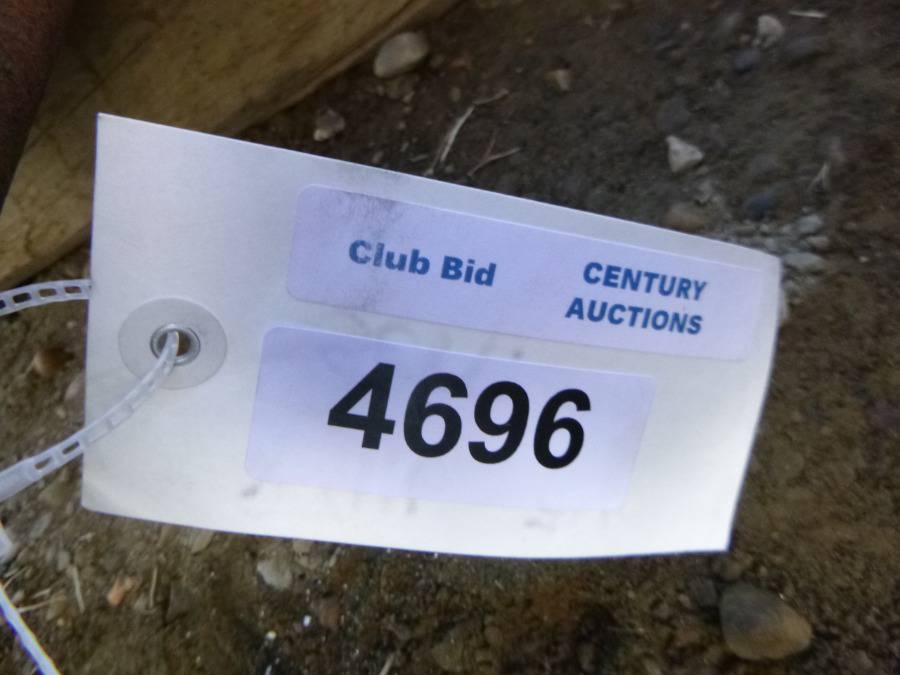 Club Bid
CENTURY
AUCTIONS
4696